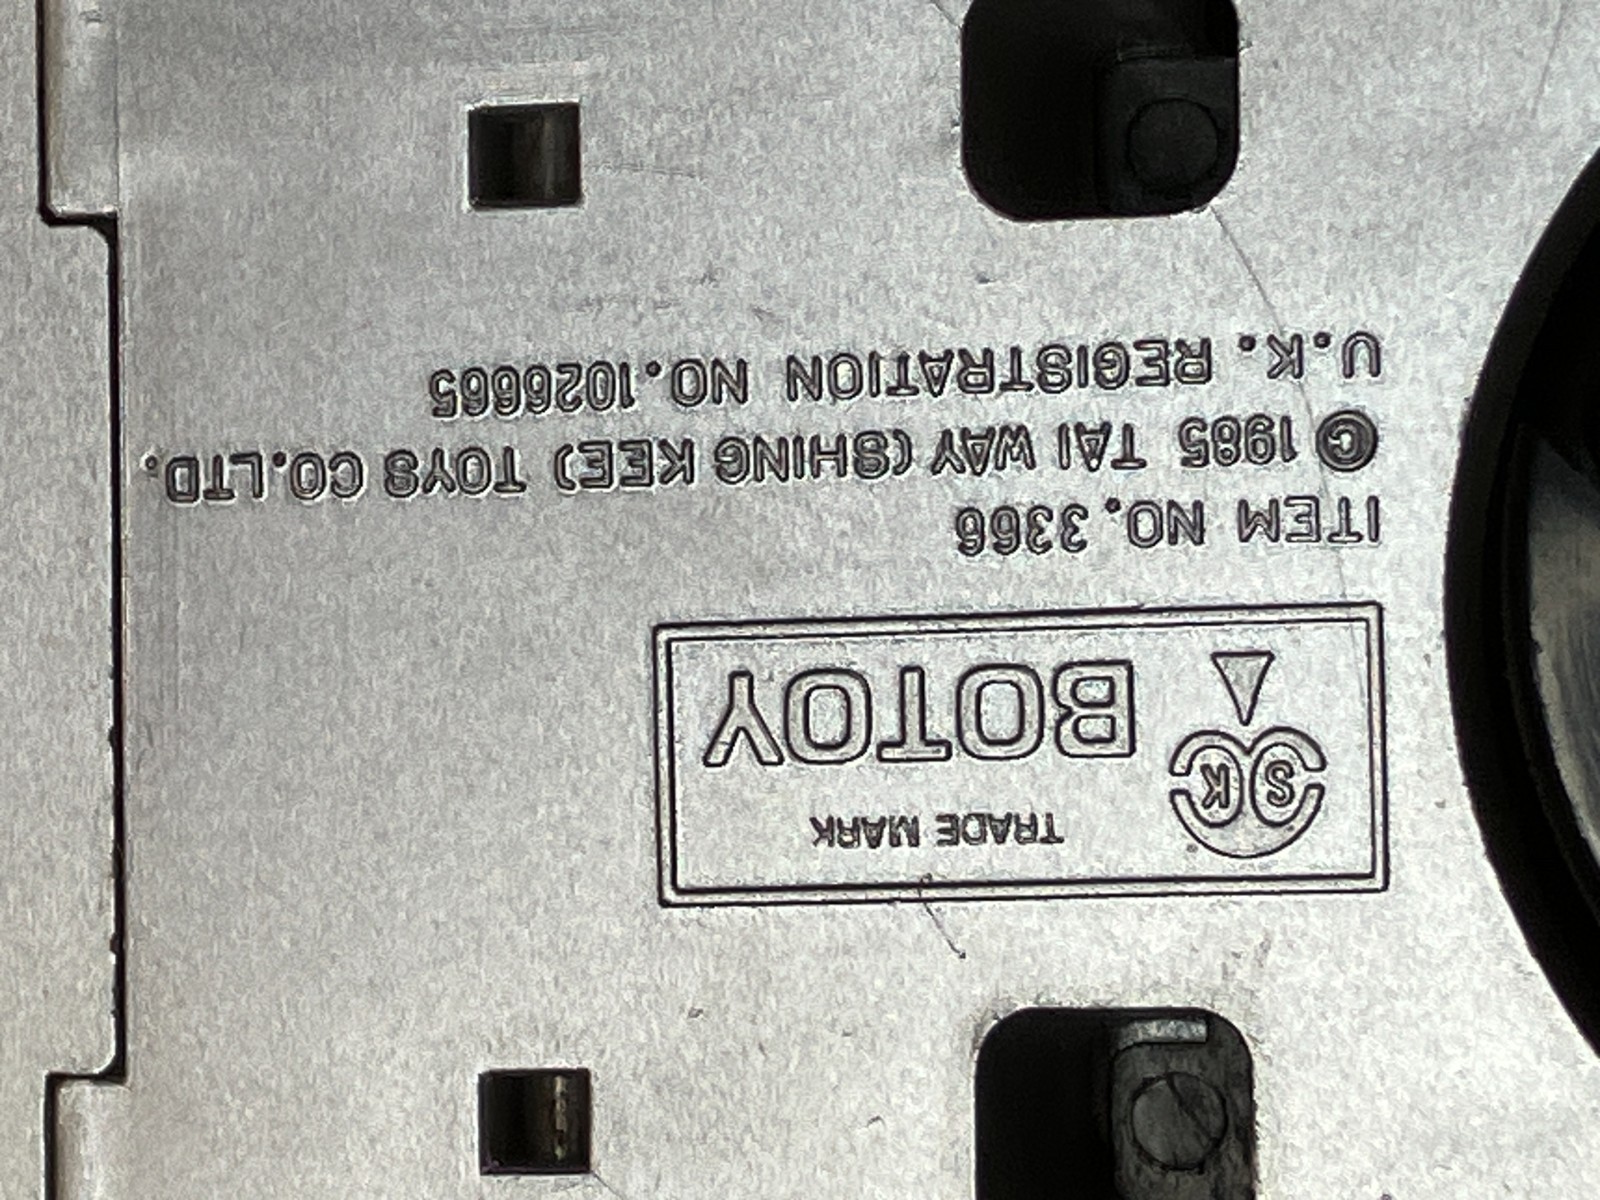 TRADE MARK
SK
BOTOY
ITEM NO. 3366
©1985 TAI WAY (SHING KEE) TOYS CO.LTD.
U.K. REGISTRATION NO.1026665